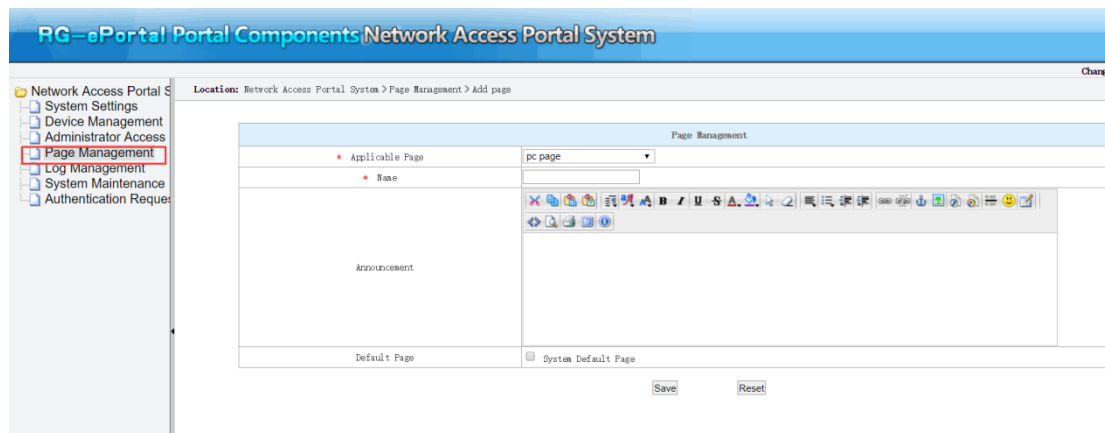 RG-ePortal Portal Components Network Access Portal System
Chan
Network Access Portal S
System Settings
Device Management
Administrator Access
Page Management
Log Management
System Maintenance
Authentication Reque
Location: Network Access Portal System > Page Management > Add page
Page Management
* Applicable Page pc page
* Name
Announcement
Default Page System Default Page
Save Reset